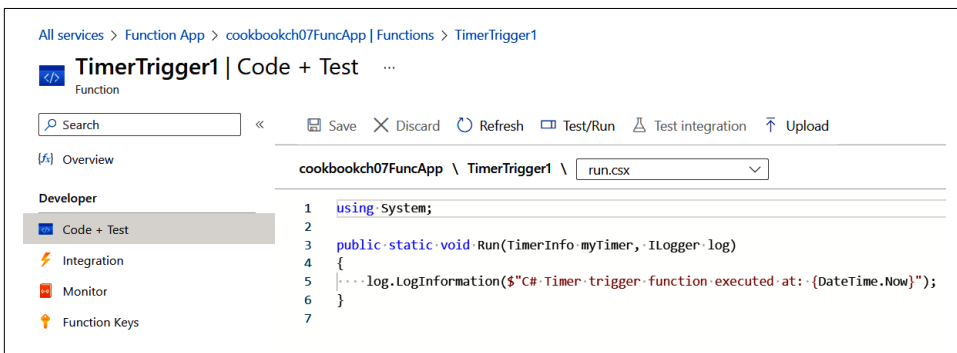 All services > Function App > cookbookch07FuncApp | Functions > TimerTrigger1
TimerTrigger1 | Code + Test ...
Function
Search
«
Save Discard Refresh Test/Run Test integration Upload
Overview
cookbookch07FuncApp \ TimerTrigger1 \ run.csx
Developer
Code + Test
Integration
Monitor
Function Keys
1 using System;
2
3 public static void Run(TimerInfo myTimer, ILogger log)
4 {
5     log.LogInformation($"C# Timer trigger function executed at: {DateTime.Now}");
6 }
7